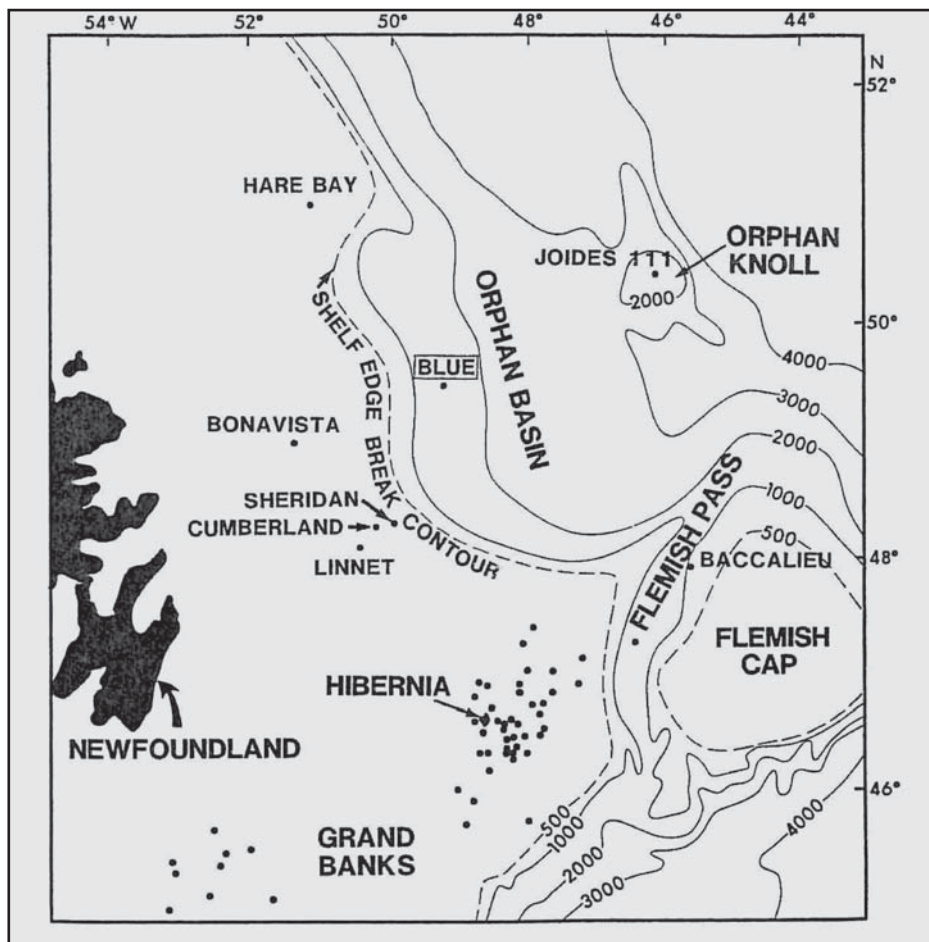 54° W 52° 50° 48° 46° 44°
N
52°
HARE BAY
JOIDES 111
ORPHAN
KNOLL
2000
50°
SHELF EDGE BREAK CONTOUR
ORPHAN BASIN
BLUE
4000
3000
BONAVISTA
2000
SHERIDAN
1000
CUMBERLAND
500
LINNET
48°
FLEMISH PASS
BACCALIEU
FLEMISH
CAP
HIBERNIA
NEWFOUNDLAND
46°
500
1000
GRAND
BANKS
2000
3000
4000